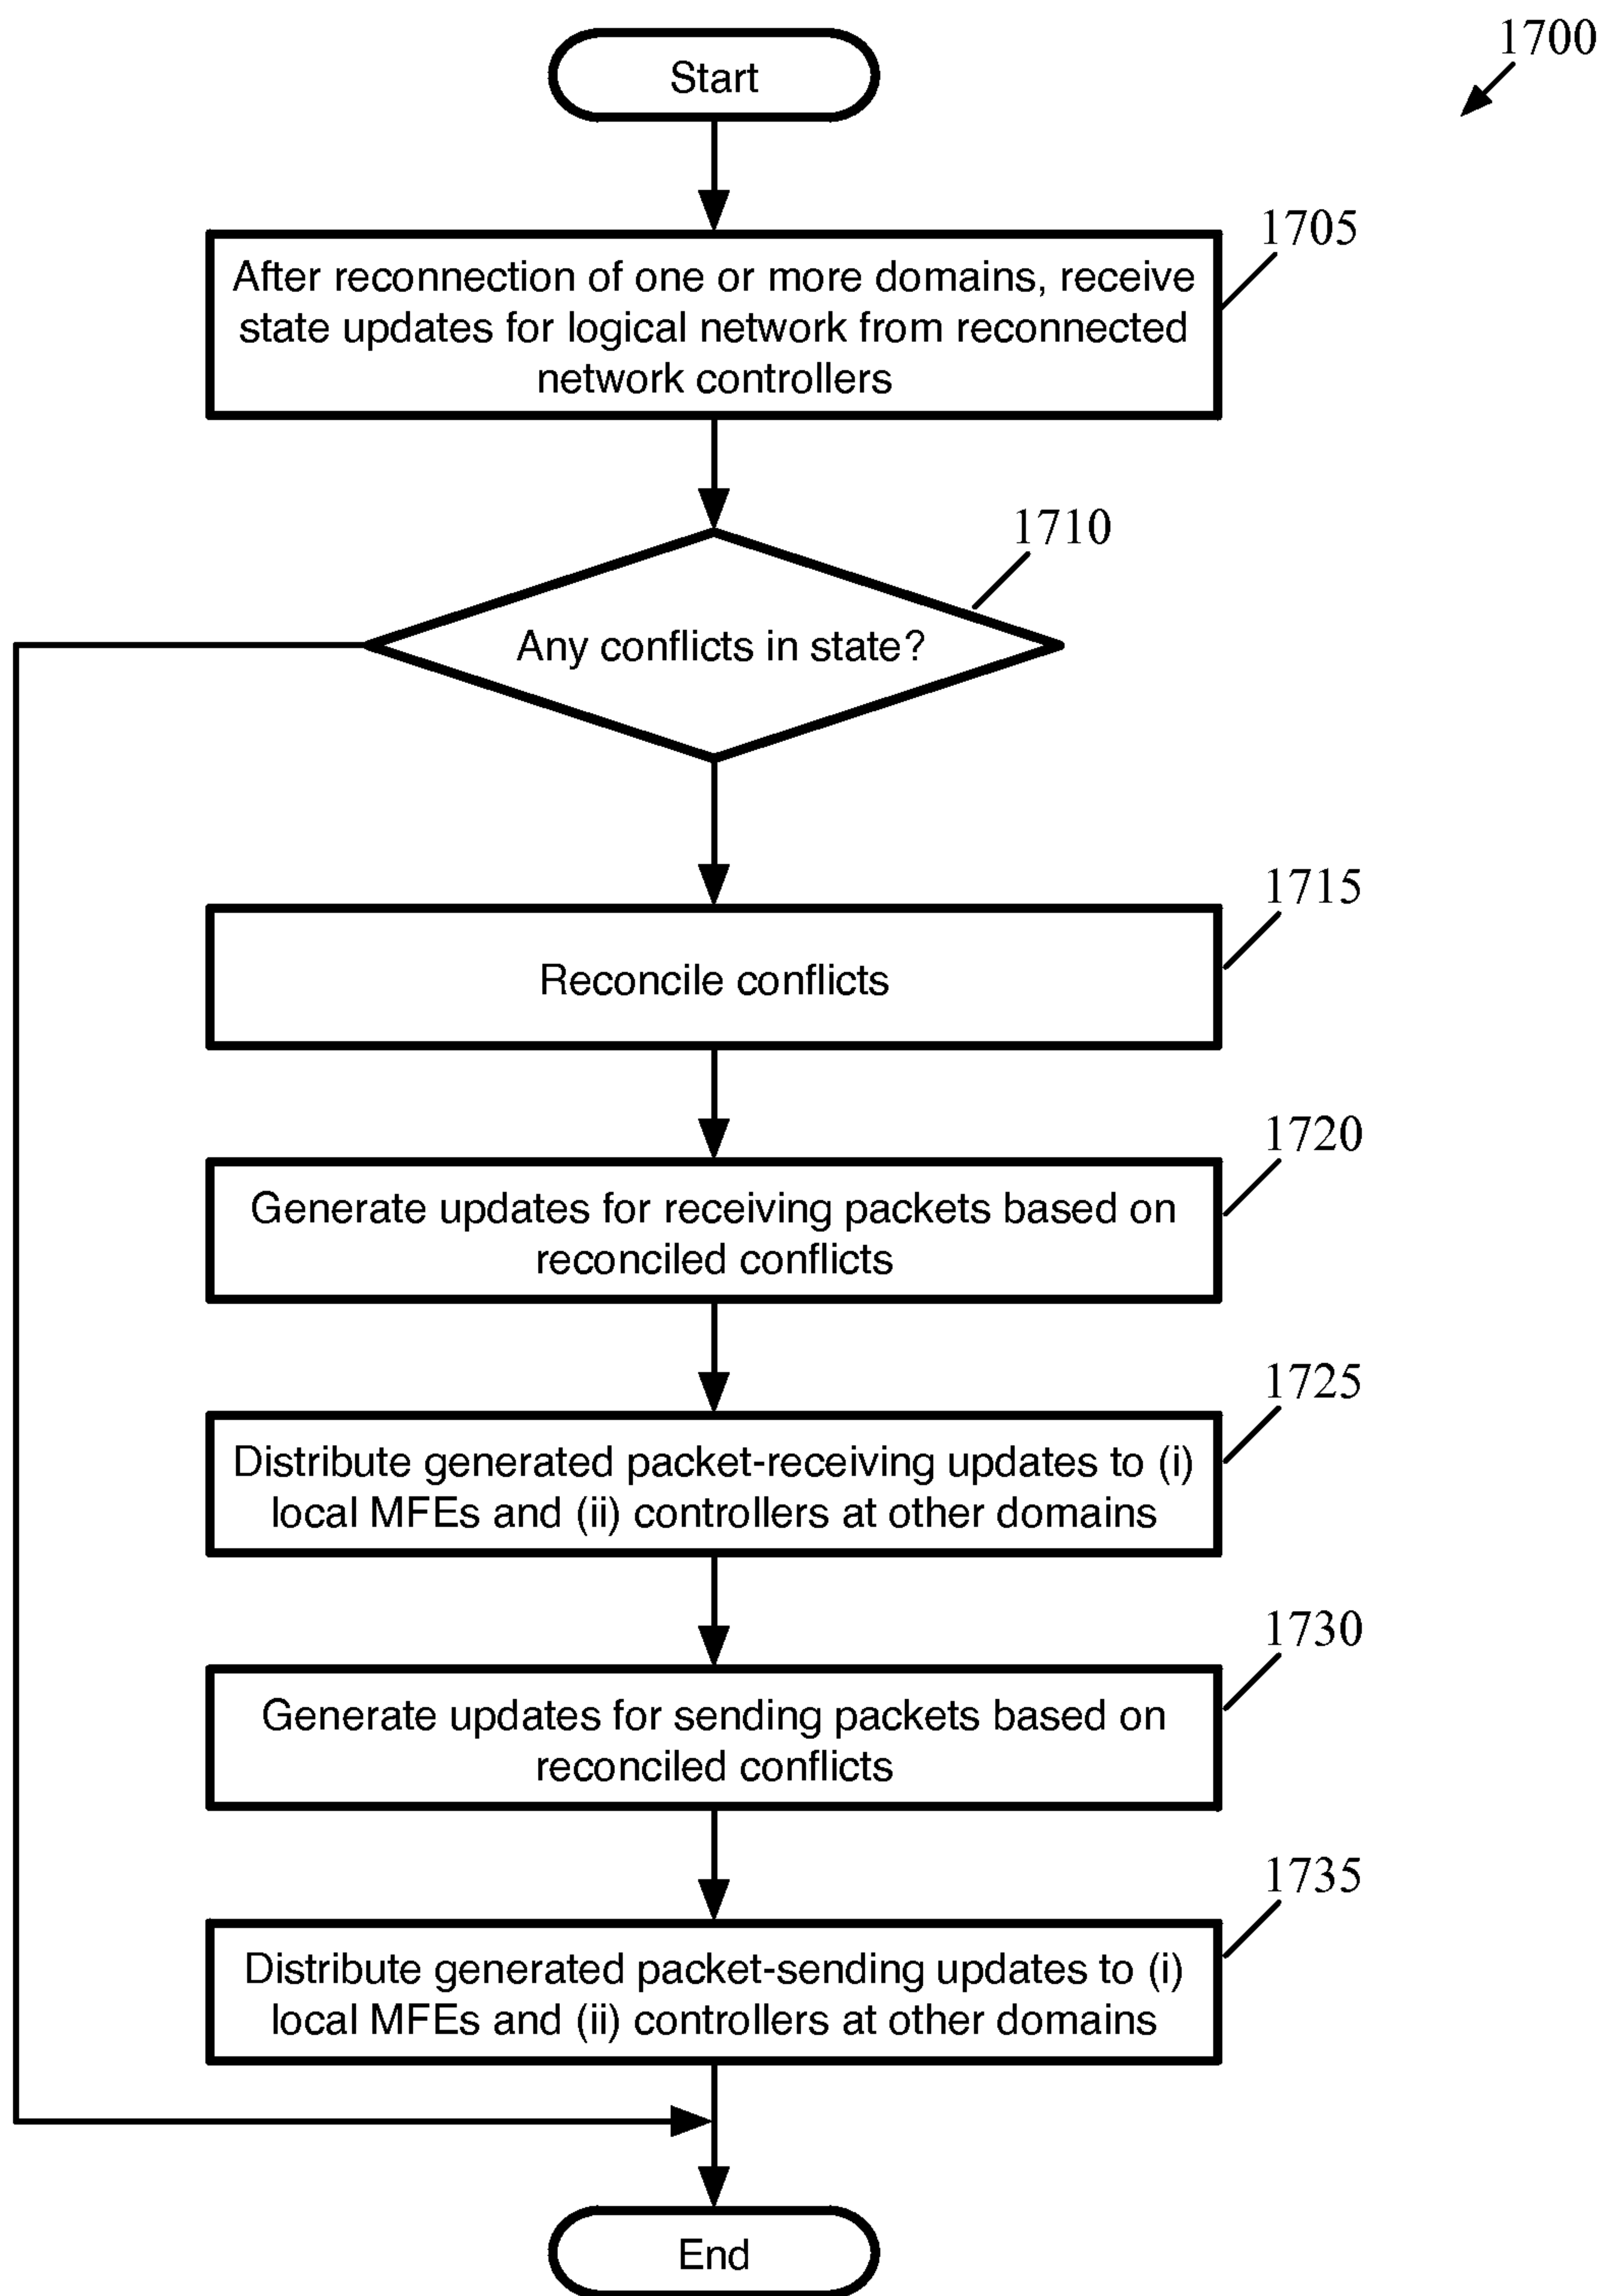 1700
Start
1705
After reconnection of one or more domains, receive
state updates for logical network from reconnected
network controllers
1710
Any conflicts in state?
1715
Reconcile conflicts
1720
Generate updates for receiving packets based on
reconciled conflicts
1725
Distribute generated packet-receiving updates to (i)
local MFEs and (ii) controllers at other domains
1730
Generate updates for sending packets based on
reconciled conflicts
1735
Distribute generated packet-sending updates to (i)
local MFEs and (ii) controllers at other domains
End